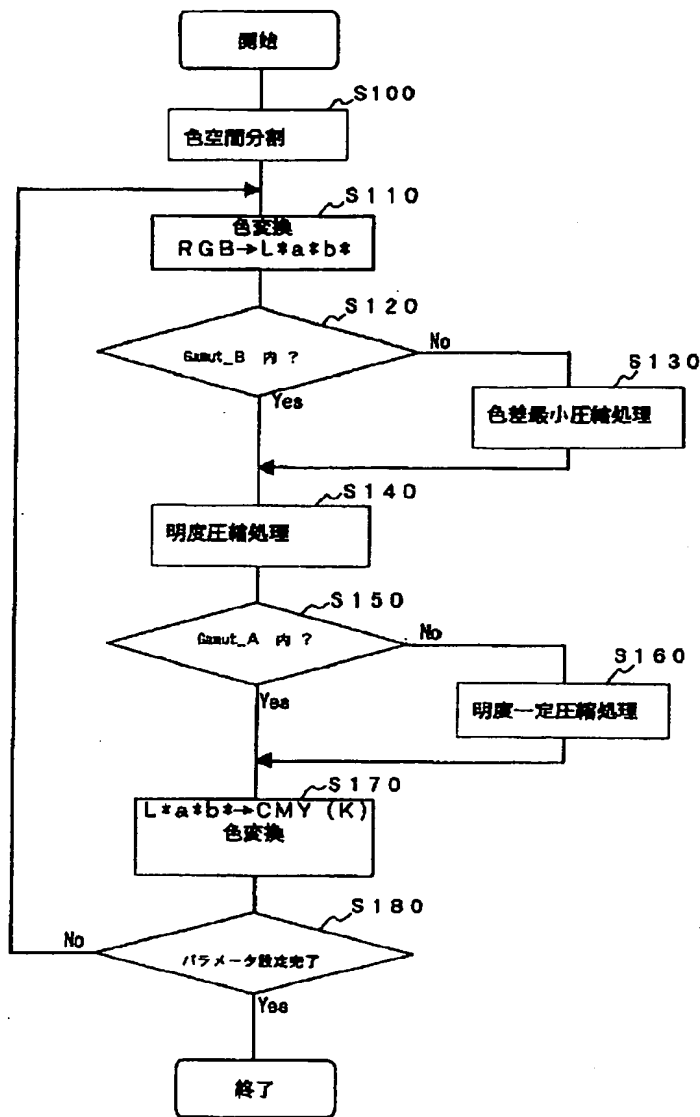 開始
S100
色空間分割
S110
色変換
RGB→L*a*b*
S120
Gamut_B 内 ?
No
Yes
S130
色差最小圧縮処理
S140
明度圧縮処理
S150
Gamut_A 内 ?
No
Yes
S160
明度一定圧縮処理
S170
L*a*b*→CMY (K)
色変換
S180
パラメータ設定完了
No
Yes
終了